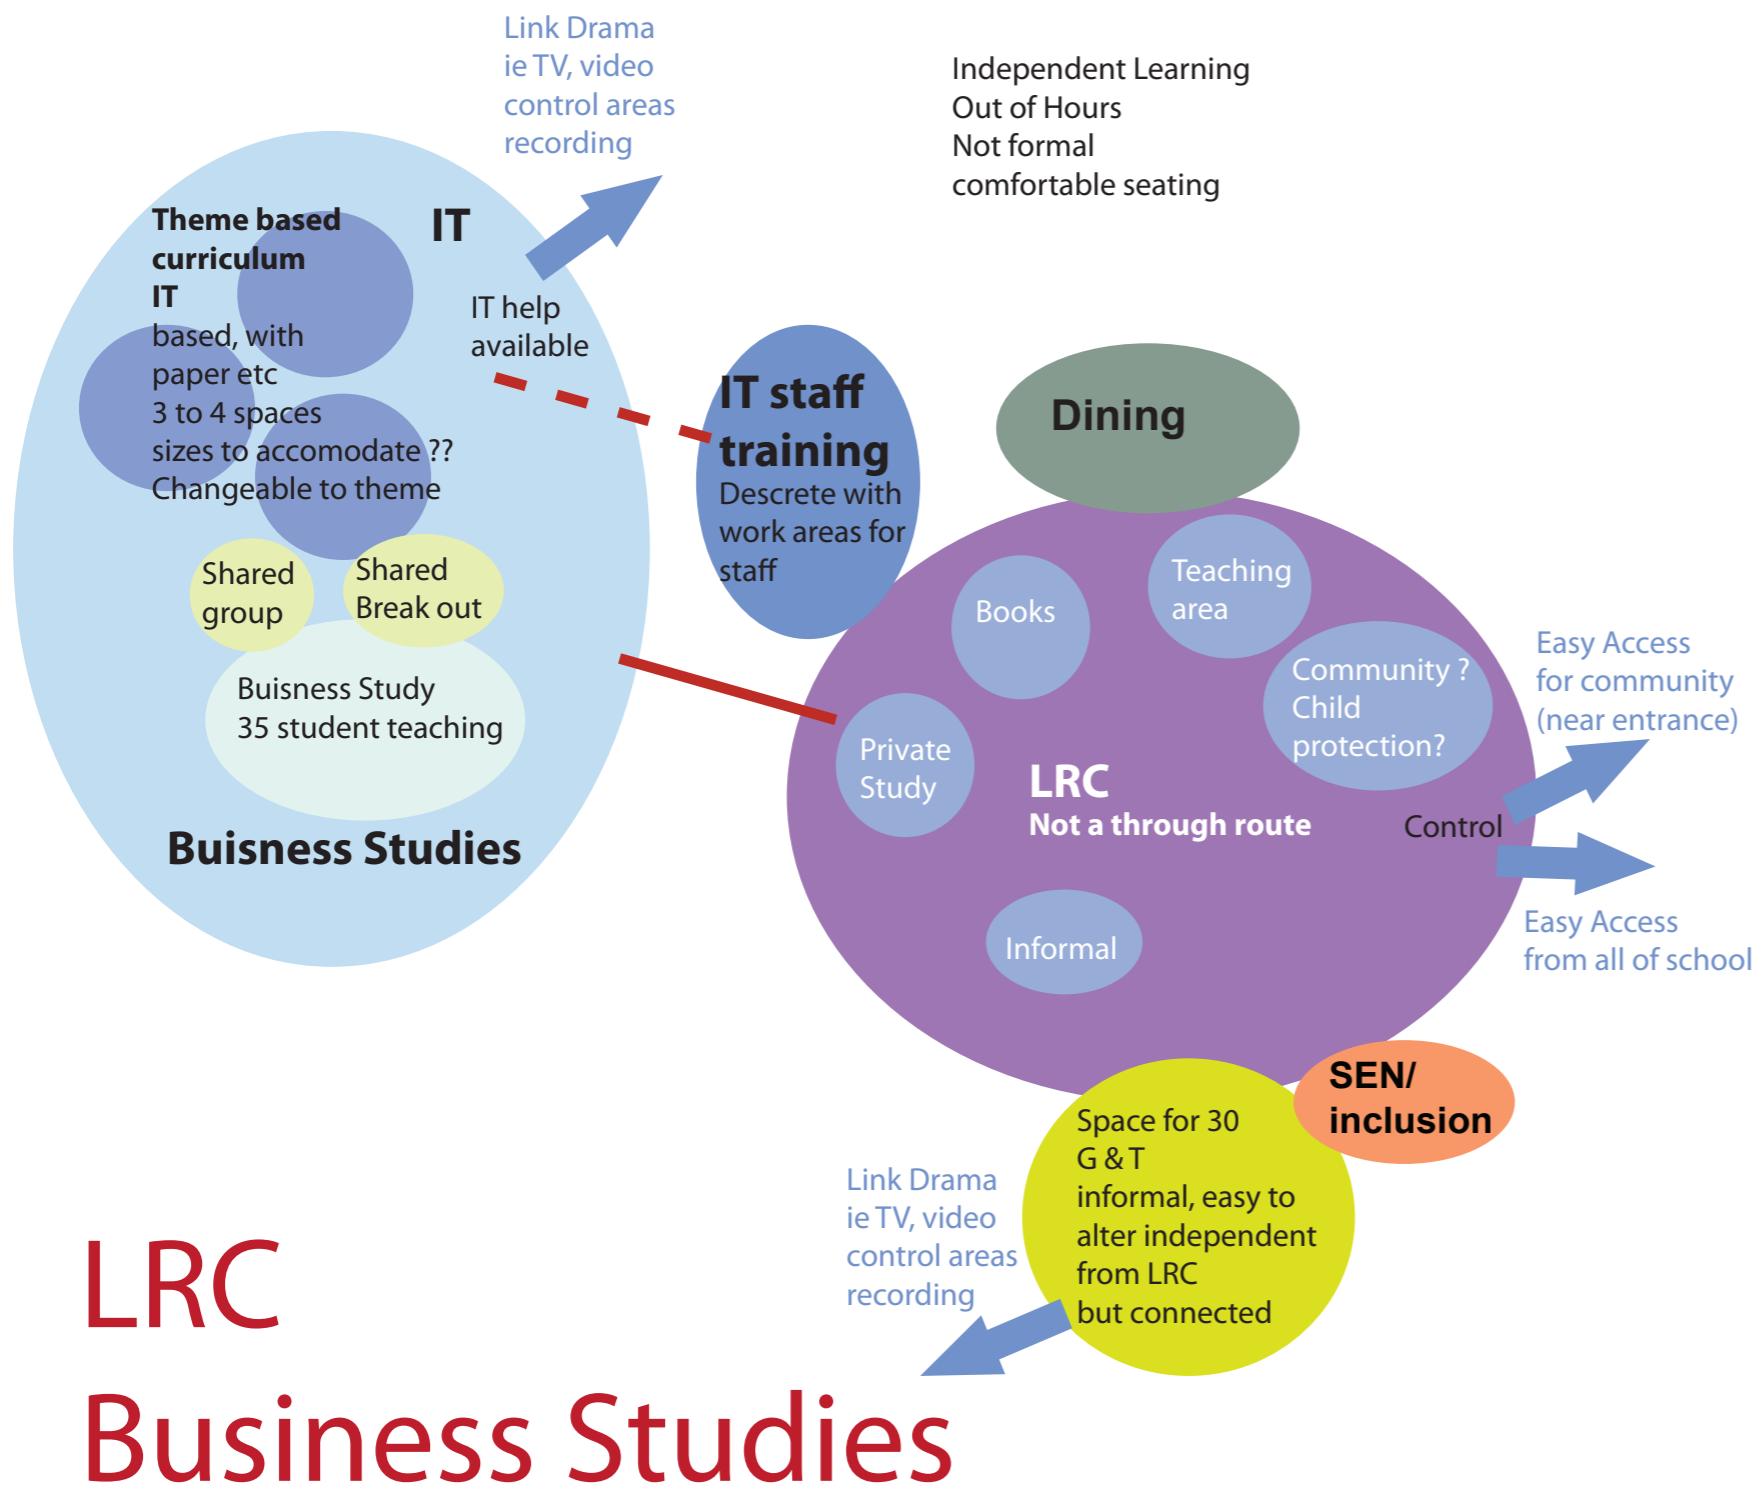 Link Drama
ie TV, video
control areas
recording
Independent Learning
Out of Hours
Not formal
comfortable seating
Theme based
curriculum
IT
based, with
paper etc
3 to 4 spaces
sizes to accomodate ??
Changeable to theme
IT
IT help
available
Shared
group
Shared
Break out
Buisness Study
35 student teaching
Buisness Studies
IT staff
training
Descrete with
work areas for
staff
Dining
Books
Teaching
area
Community ?
Child
protection?
Private
Study
LRC
Not a through route
Control
Informal
Easy Access
for community
(near entrance)
Easy Access
from all of school
SEN/
inclusion
Space for 30
G & T
informal, easy to
alter independent
from LRC
but connected
Link Drama
ie TV, video
control areas
recording
LRC
Business Studies